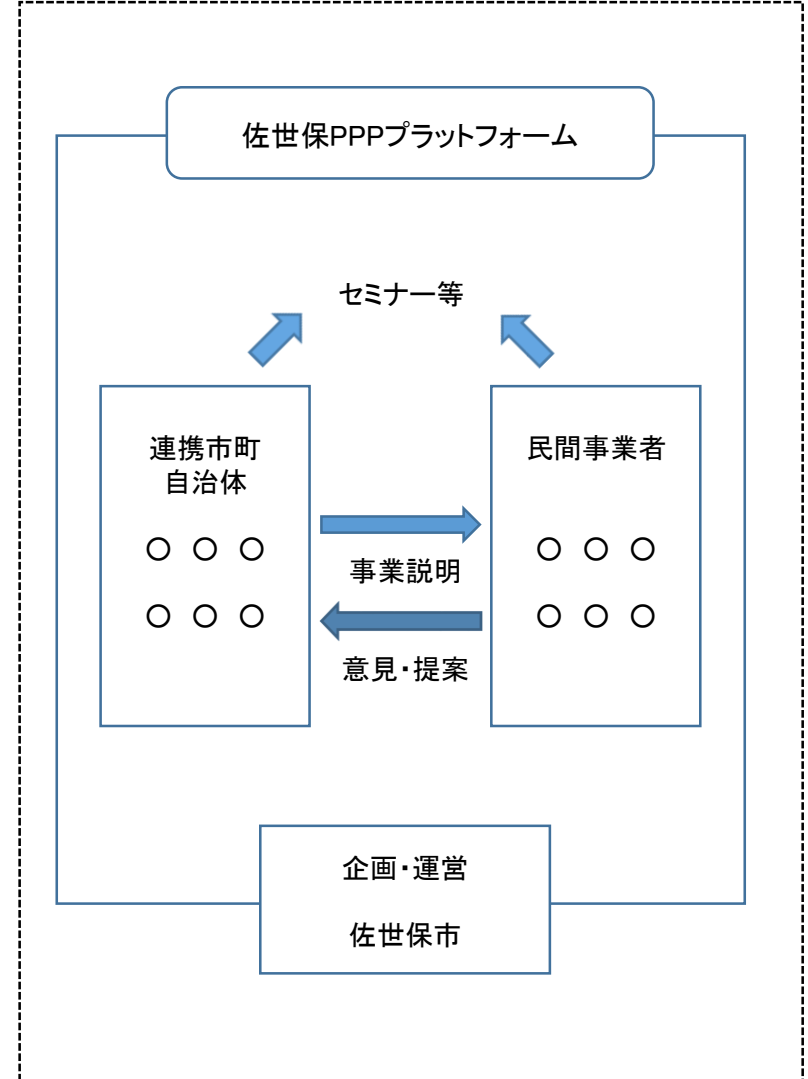 佐世保PPPプラットフォーム
セミナー等
連携市町
自治体
○ ○ ○
○ ○ ○
事業説明
意見・提案
民間事業者
○ ○ ○
○ ○ ○
企画・運営
佐世保市